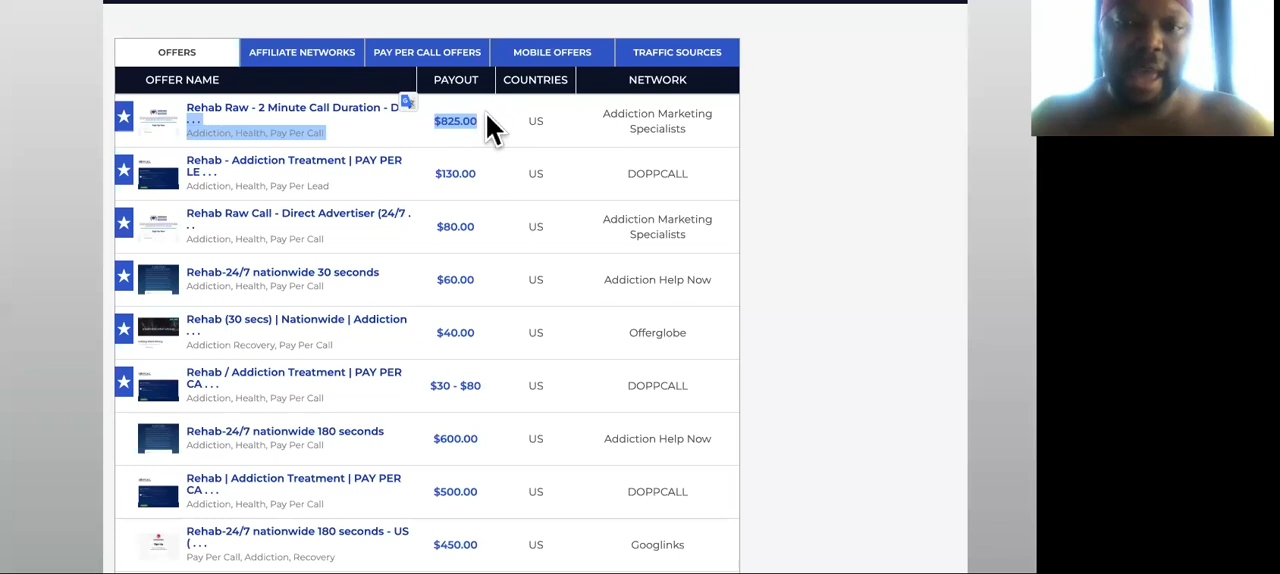 OFFERS AFFILIATE NETWORKS PAY PER CALL OFFERS MOBILE OFFERS TRAFFIC SOURCES
OFFER NAME PAYOUT COUNTRIES NETWORK
Rehab Raw - 2 Minute Call Duration - D
. . .
Addiction, Health, Pay Per Call
$825.00
US
Addiction Marketing
Specialists
Rehab - Addiction Treatment | PAY PER
LE . . .
Addiction, Health, Pay Per Lead
$130.00
US
DOPPCALL
Rehab Raw Call - Direct Advertiser (24/7 .
. .
Addiction, Health, Pay Per Call
$80.00
US
Addiction Marketing
Specialists
Rehab-24/7 nationwide 30 seconds
Addiction, Health, Pay Per Call
$60.00
US
Addiction Help Now
Rehab (30 secs) | Nationwide | Addiction
. . .
Addiction Recovery, Pay Per Call
$40.00
US
Offerglobe
Rehab / Addiction Treatment | PAY PER
CA . . .
Addiction, Health, Pay Per Call
$30 - $80
US
DOPPCALL
Rehab-24/7 nationwide 180 seconds
Addiction, Health, Pay Per Call
$600.00
US
Addiction Help Now
Rehab | Addiction Treatment | PAY PER
CA . . .
Addiction, Health, Pay Per Call
$500.00
US
DOPPCALL
Rehab-24/7 nationwide 180 seconds - US
( . . .
Pay Per Call, Addiction, Recovery
$450.00
US
Googlinks